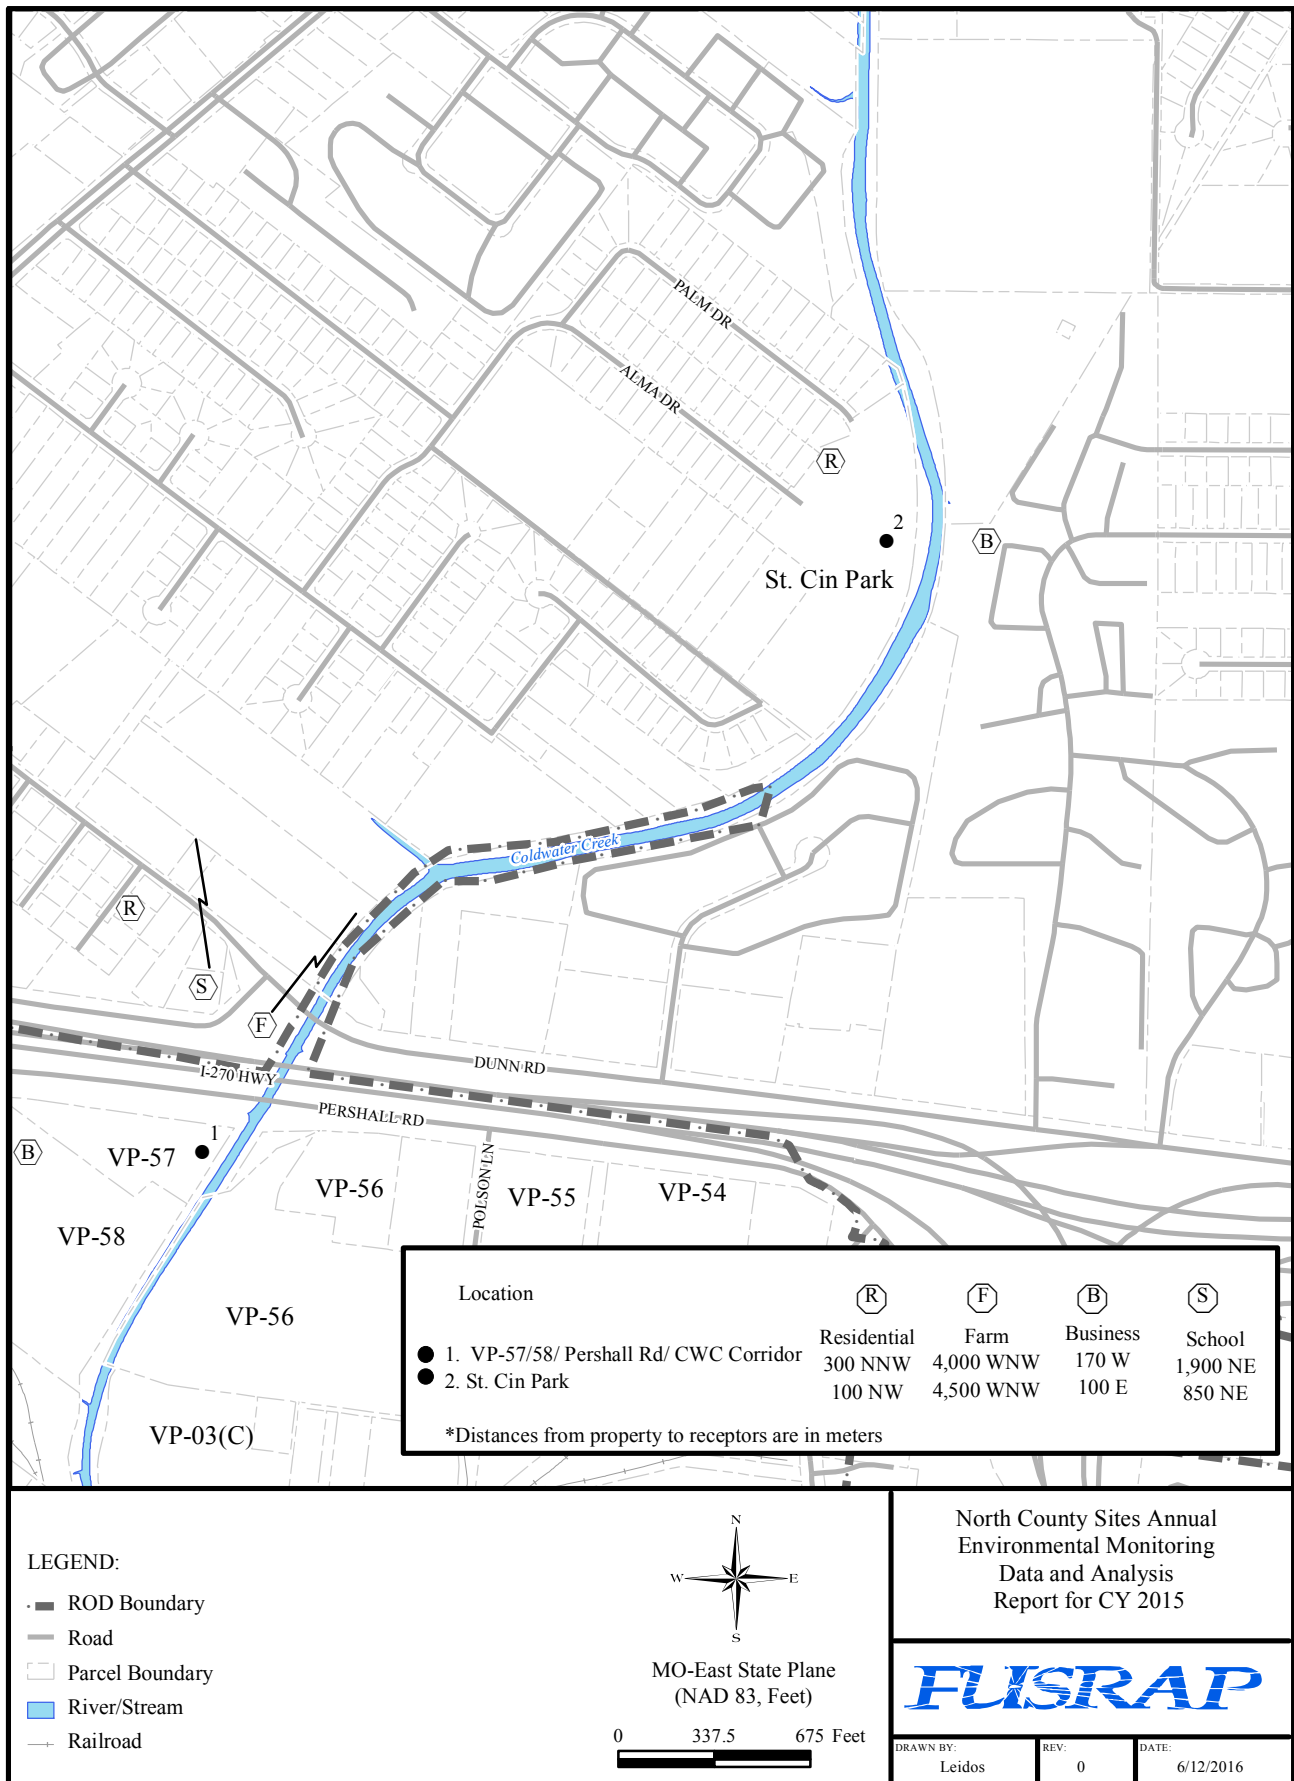 PALM DR
ALMA DR
R
2
B
St. Cin Park
Coldwater Creek
R
S
F
DUNN RD
I-270 HWY
PERSHALL RD
1
B
VP-57
POLSON LN
VP-56
VP-55
VP-54
VP-58
VP-56
VP-03(C)
Location
R
F
B
S
Residential
Farm
Business
School
1. VP-57/58/ Pershall Rd/ CWC Corridor
300 NNW
4,000 WNW
170 W
1,900 NE
2. St. Cin Park
100 NW
4,500 WNW
100 E
850 NE
*Distances from property to receptors are in meters
LEGEND:
ROD Boundary
Road
Parcel Boundary
River/Stream
Railroad
N
W
E
S
MO-East State Plane
(NAD 83, Feet)
0 337.5 675 Feet
North County Sites Annual
Environmental Monitoring
Data and Analysis
Report for CY 2015
FUSRAP
DRAWN BY:
Leidos
REV:
0
DATE:
6/12/2016